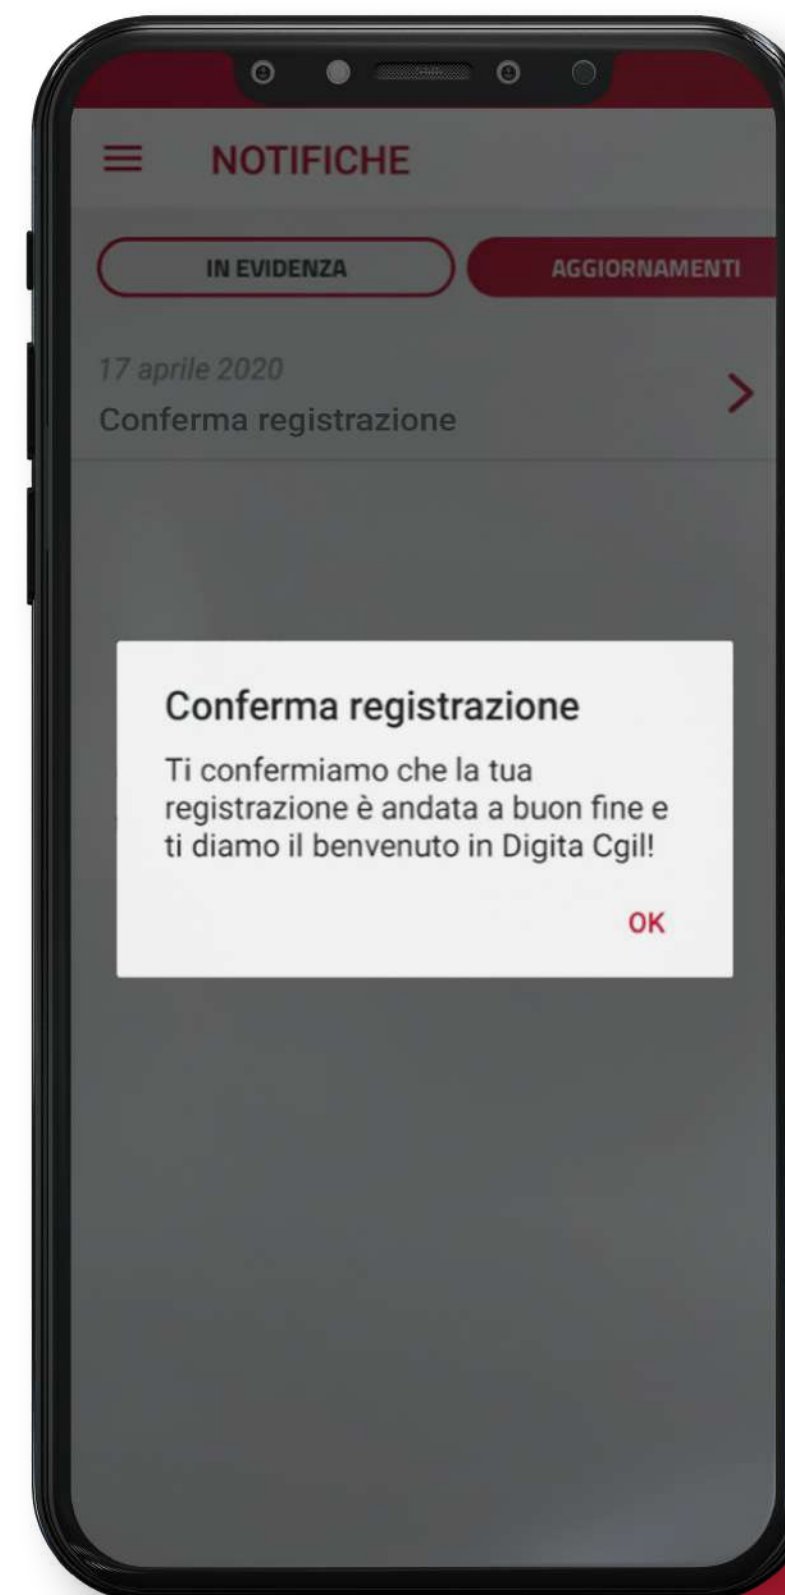 NOTIFICHE
IN EVIDENZA
AGGIORNAMENTI
17 aprile 2020
Conferma registrazione
Conferma registrazione
Ti confermiamo che la tua
registrazione è andata a buon fine e
ti diamo il benvenuto in Digita Cgil!
OK